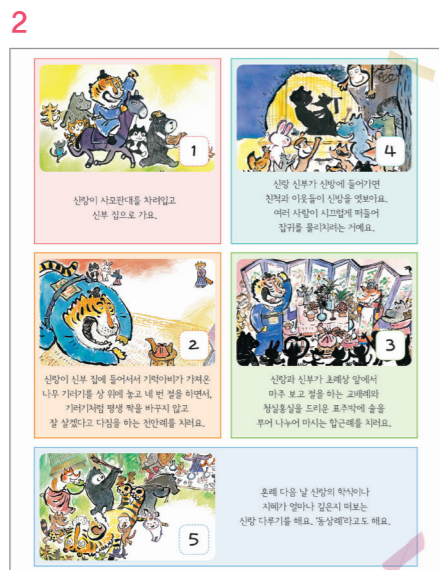 2
1
신랑이 사모관대를 차려입고
신부 집으로 가요.
4
신랑 신부가 신방에 들어가면
친척과 이웃들이 신방을 엿보아요.
여러 사람이 시끄럽게 떠들어
잡귀를 물리치려는 거예요.
2
신랑이 신부 집에 들어서서 기럭아비가 가져온
나무 기러기를 상 위에 놓고 네 번 절을 하면서,
기러기처럼 평생 짝을 바꾸지 않고
잘 살겠다고 다짐을 하는 전안례를 치러요.
3
신랑과 신부가 초례상 앞에서
마주 보고 절을 하는 교배례와
청실홍실을 드리운 표주박에 술을
부어 나누어 마시는 합근례를 치러요.
5
혼례 다음 날 신랑의 학식이나
지혜가 얼마나 깊은지 떠보는
신랑 다루기를 해요. '동상례'라고도 해요.